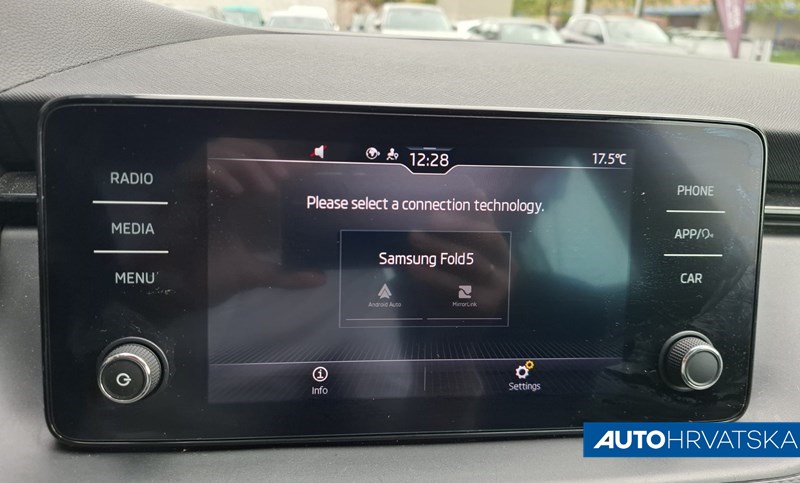 12:28
17.5°C
RADIO
MEDIA
MENU
Please select a connection technology.
Samsung Fold5
Android Auto
MirrorLink
Info
Settings
PHONE
APP/
CAR
AUTOHRVATSKA